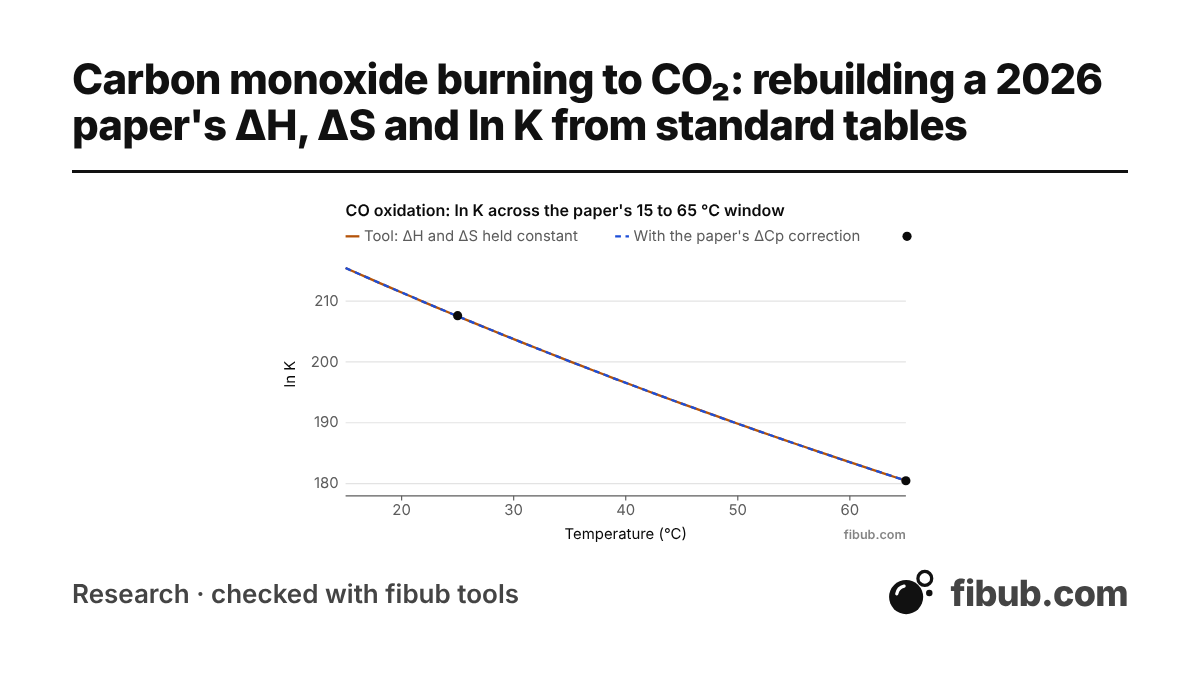 Carbon monoxide burning to CO₂: rebuilding a 2026
paper's ΔH, ΔS and ln K from standard tables
CO oxidation: ln K across the paper's 15 to 65 °C window
Tool: ΔH and ΔS held constant
With the paper's ΔCp correction
210
200
190
180
ln K
20
30
40
50
60
Temperature (°C)
fibub.com
Research · checked with fibub tools
fibub.com